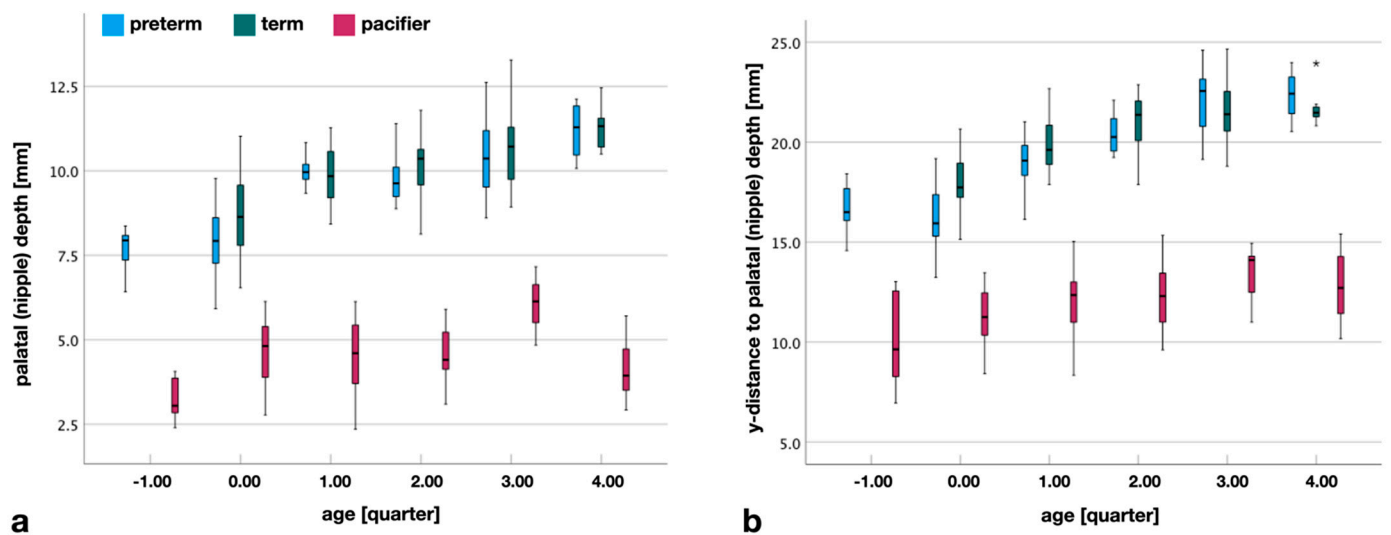 preterm term pacifier
palatal (nipple) depth [mm]
12.5
10.0
7.5
5.0
2.5
-1.00 0.00 1.00 2.00 3.00 4.00
age [quarter]
a
y-distance to palatal (nipple) depth [mm]
25.0
20.0
15.0
10.0
5.0
*
-1.00 0.00 1.00 2.00 3.00 4.00
age [quarter]
b